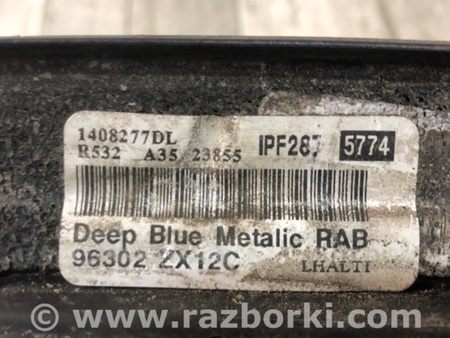 1408277DL
R532 A35 23855 IPF287 5774
Deep Blue Metalic RAB
96302 ZX12C LHALTI
www.razborki.com